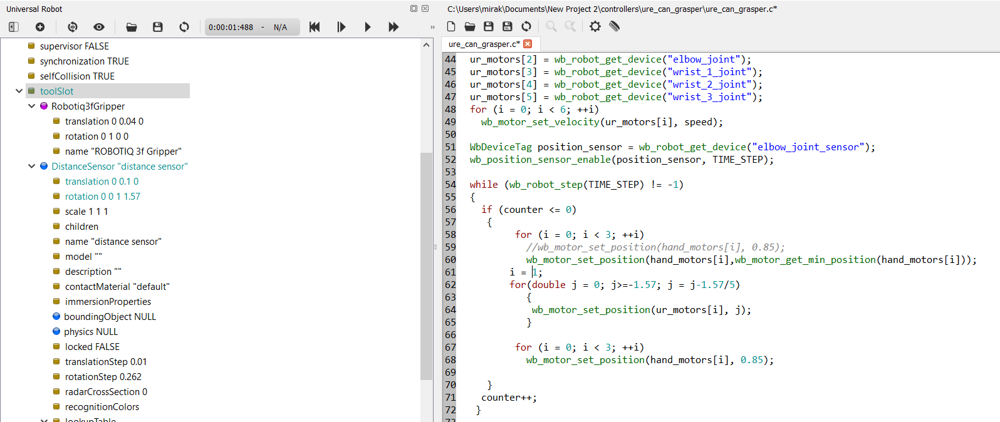 Universal Robot
0:00:01:488 - N/A
»
supervisor FALSE
synchronization TRUE
selfCollision TRUE
toolSlot
Robotiq3fGripper
translation 0 0.04 0
rotation 0 1 0 0
name "ROBOTIQ 3f Gripper"
DistanceSensor "distance sensor"
translation 0 0.1 0
rotation 0 0 1 1.57
scale 1 1 1
children
name "distance sensor"
model ""
description ""
contactMaterial "default"
immersionProperties
boundingObject NULL
physics NULL
locked FALSE
translationStep 0.01
rotationStep 0.262
radarCrossSection 0
recognitionColors
lookupTable
C:\Users\mirak\Documents\New Project 2\controllers\ure_can_grasper\ure_can_grasper.c*
ure_can_grasper.c*
44 ur_motors[2] = wb_robot_get_device("elbow_joint");
45 ur_motors[3] = wb_robot_get_device("wrist_1_joint");
46 ur_motors[4] = wb_robot_get_device("wrist_2_joint");
47 ur_motors[5] = wb_robot_get_device("wrist_3_joint");
48 for (i = 0; i < 6; ++i)
49 wb_motor_set_velocity(ur_motors[i], speed);
50
51 WbDeviceTag position_sensor = wb_robot_get_device("elbow_joint_sensor");
52 wb_position_sensor_enable(position_sensor, TIME_STEP);
53
54 while (wb_robot_step(TIME_STEP) != -1)
55 {
56 if (counter <= 0)
57 {
58 for (i = 0; i < 3; ++i)
59 //wb_motor_set_position(hand_motors[i], 0.85);
60 wb_motor_set_position(hand_motors[i],wb_motor_get_min_position(hand_motors[i]));
61 i = 1;
62 for(double j = 0; j>=-1.57; j = j-1.57/5)
63 {
64 wb_motor_set_position(ur_motors[i], j);
65 }
66
67 for (i = 0; i < 3; ++i)
68 wb_motor_set_position(hand_motors[i], 0.85);
69
70 }
71 counter++;
72 }
73